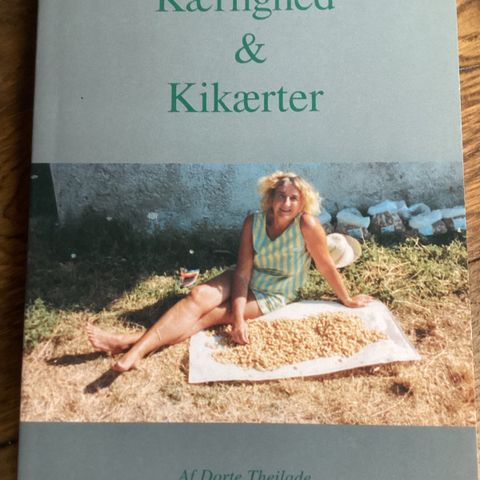 Kærlighed
&
Kikærter
Af Dorte Theilade